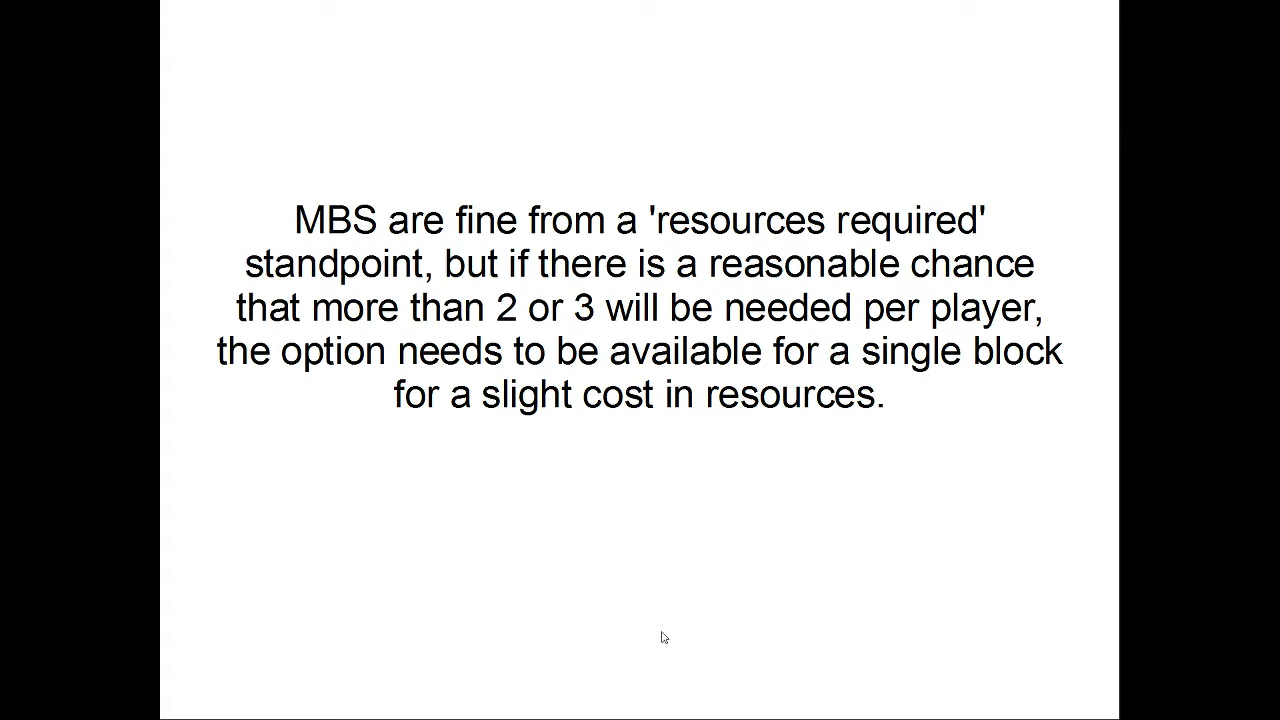 MBS are fine from a 'resources required'
standpoint, but if there is a reasonable chance
that more than 2 or 3 will be needed per player,
the option needs to be available for a single block
for a slight cost in resources.